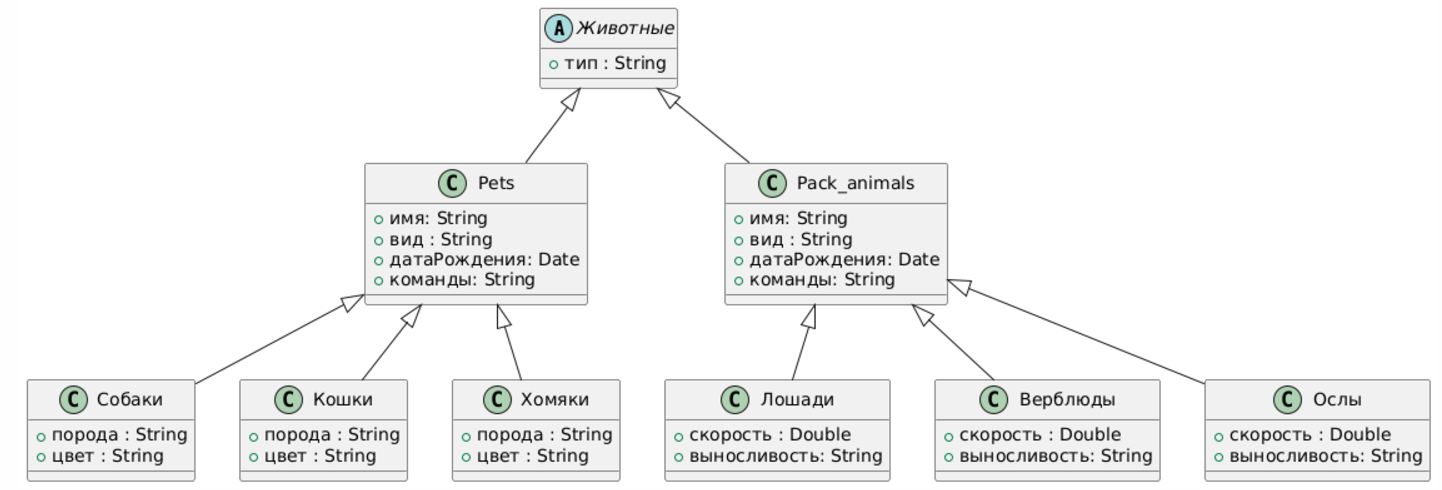 A Животные
тип : String
C Pets
имя: String
вид : String
датаРождения: Date
команды: String
C Pack_animals
имя: String
вид : String
датаРождения: Date
команды: String
C Собаки
порода : String
цвет : String
C Кошки
порода : String
цвет : String
C Хомяки
порода : String
цвет : String
C Лошади
скорость : Double
выносливость: String
C Верблюды
скорость : Double
выносливость: String
C Ослы
скорость : Double
выносливость: String